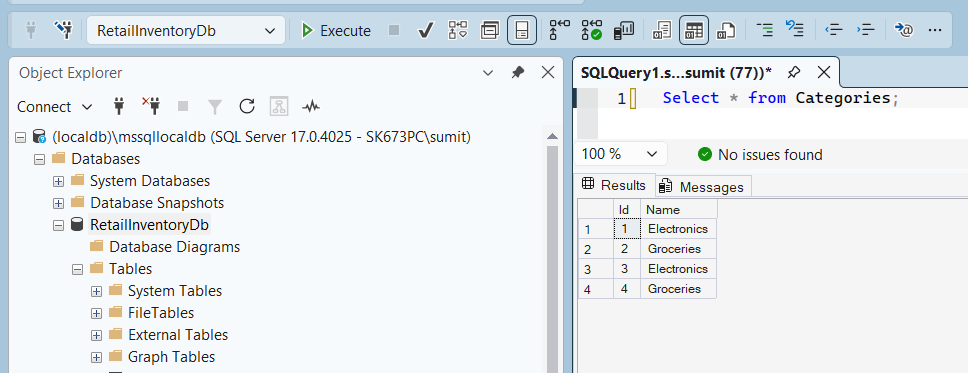 RetailInventoryDb
Execute
Object Explorer
Connect
(localdb)\mssqllocaldb (SQL Server 17.0.4025 - SK673PC\sumit)
Databases
System Databases
Database Snapshots
RetailInventoryDb
Database Diagrams
Tables
System Tables
FileTables
External Tables
Graph Tables
SQLQuery1.s...sumit (77))*
1 Select * from Categories;
100 %
No issues found
Results Messages
Id Name
1 1 Electronics
2 2 Groceries
3 3 Electronics
4 4 Groceries